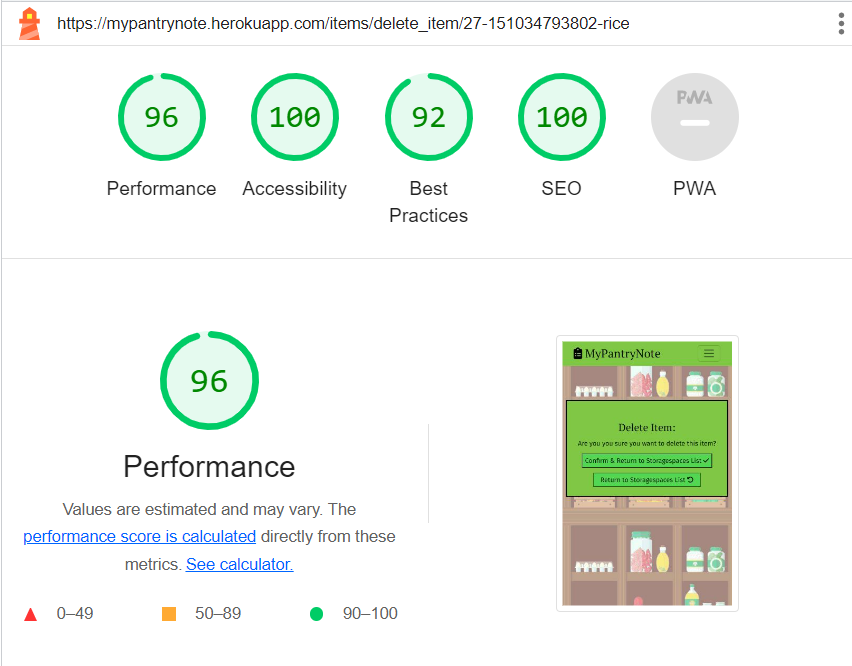 https://mypantrynote.herokuapp.com/items/delete_item/27-151034793802-rice
96
100
92
100
PWA
Performance
Accessibility
Best
Practices
SEO
PWA
96
Performance
Values are estimated and may vary. The
performance score is calculated directly from these
metrics. See calculator.
0–49
50–89
90–100
MyPantryNote
Delete Item:
Are you you sure you want to delete this item?
Confirm & Return to Storagespaces List
Return to Storagespaces List